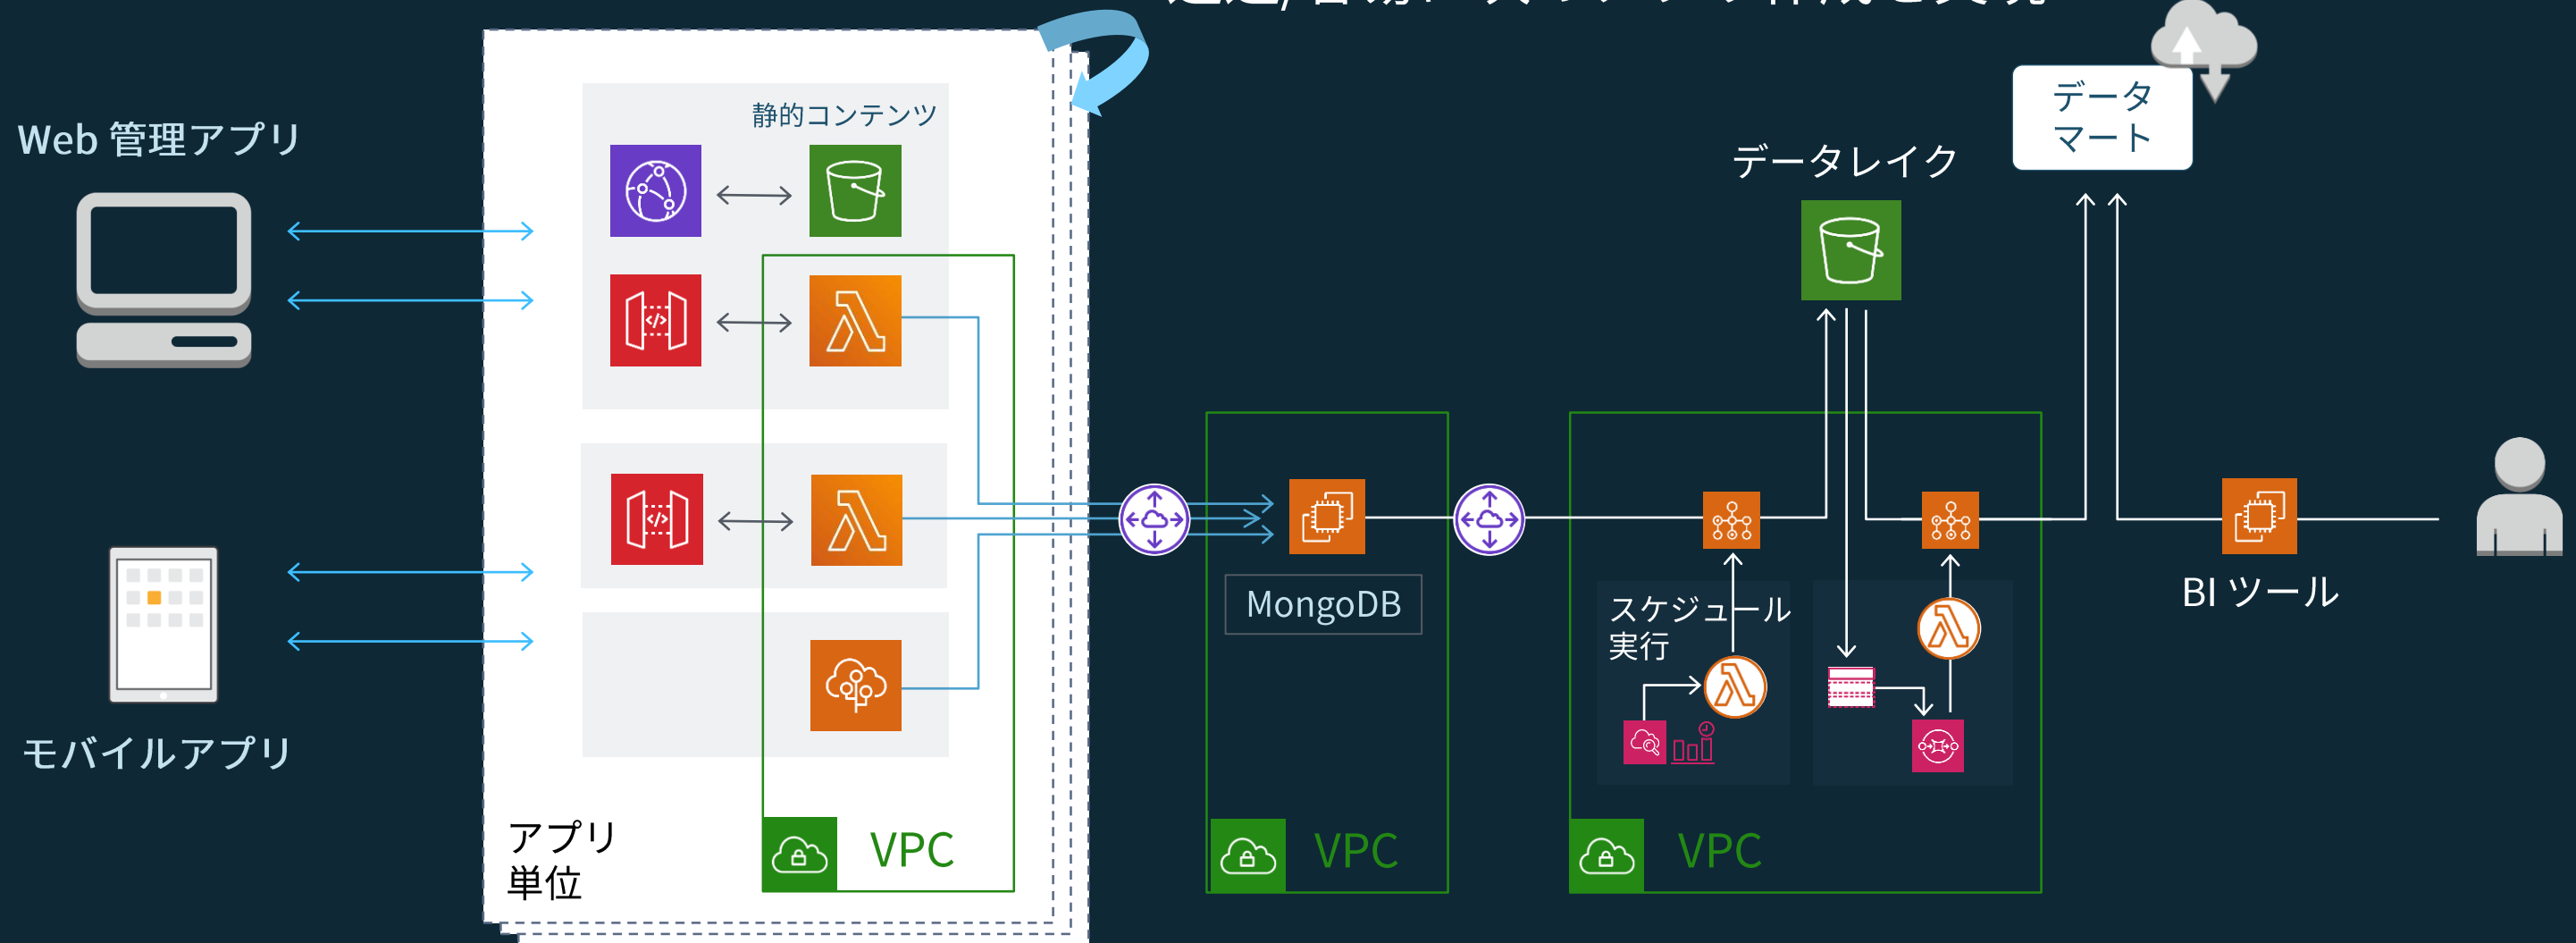 Web 管理アプリ
モバイルアプリ
静的コンテンツ
アプリ
単位
VPC
MongoDB
VPC
データレイク
スケジュール
実行
VPC
データ
マート
BI ツール